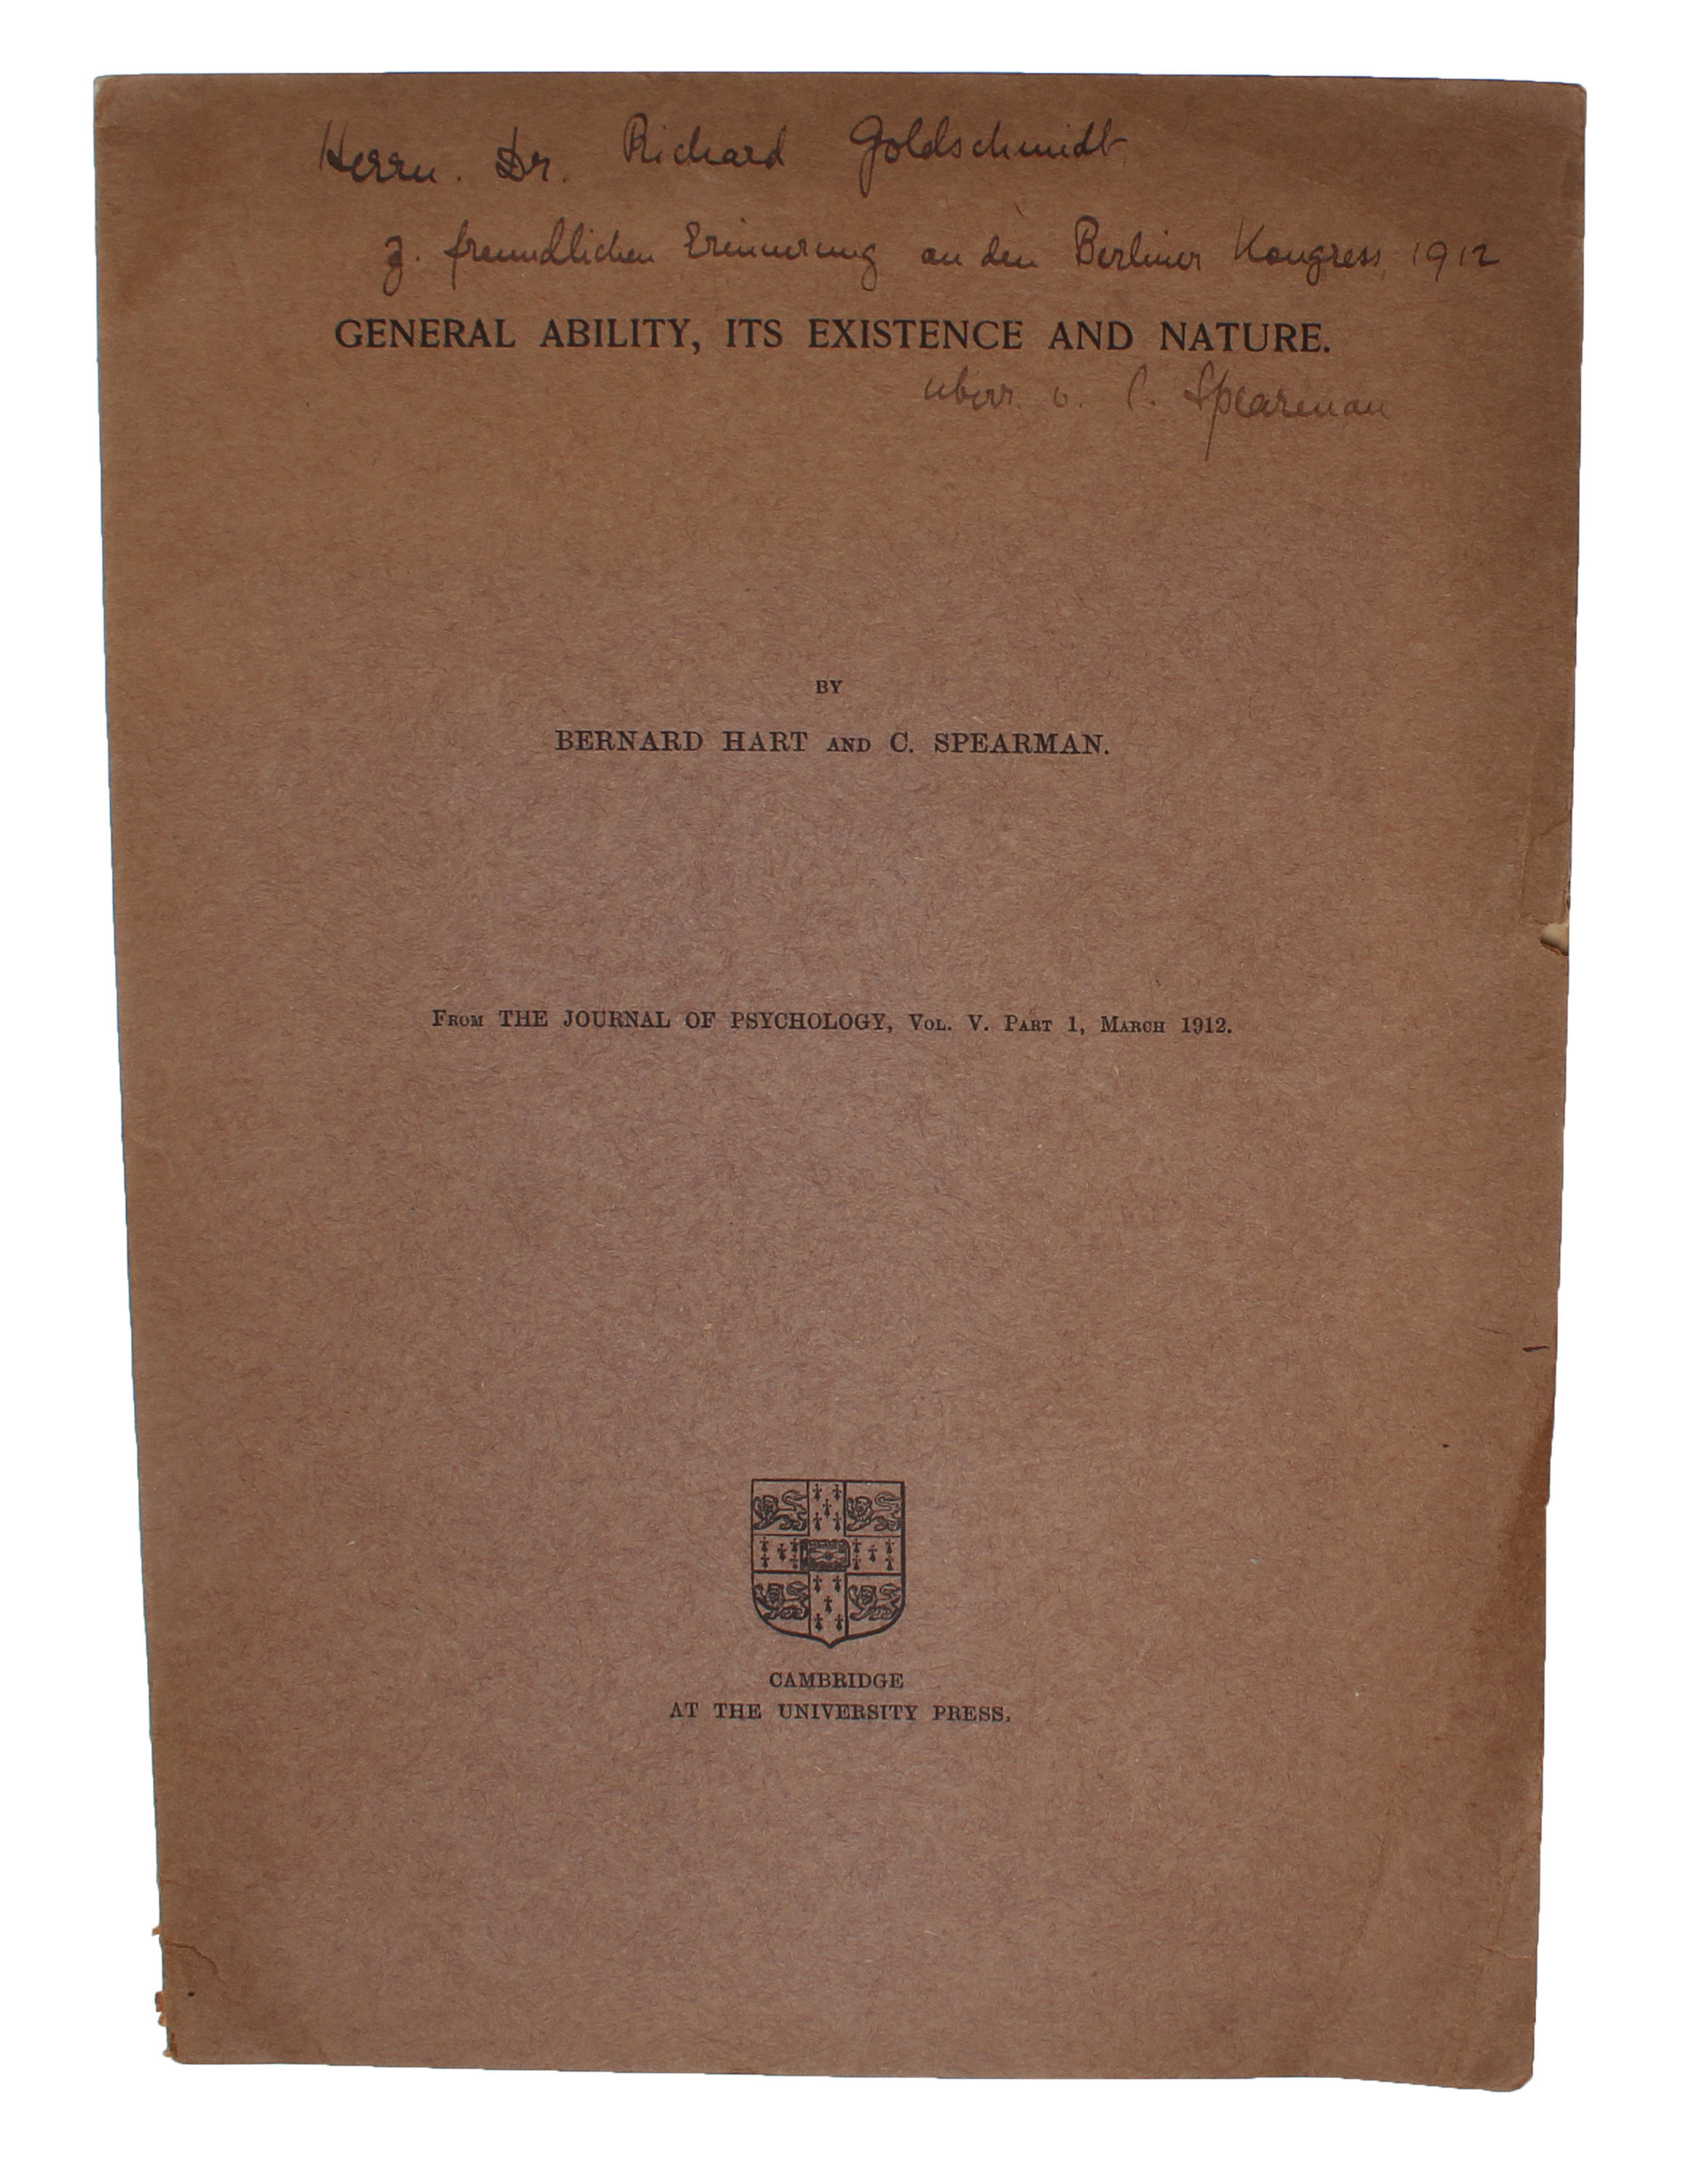 Herrn. Dr. Richard Goldschmidt
z. freundlichen Erinnerung an den Berliner Kongress, 1912
GENERAL ABILITY, ITS EXISTENCE AND NATURE.
überr. v. C. Spearman
BY
BERNARD HART AND C. SPEARMAN.
FROM THE JOURNAL OF PSYCHOLOGY, VOL. V. PART 1, MARCH 1912.
CAMBRIDGE
AT THE UNIVERSITY PRESS.